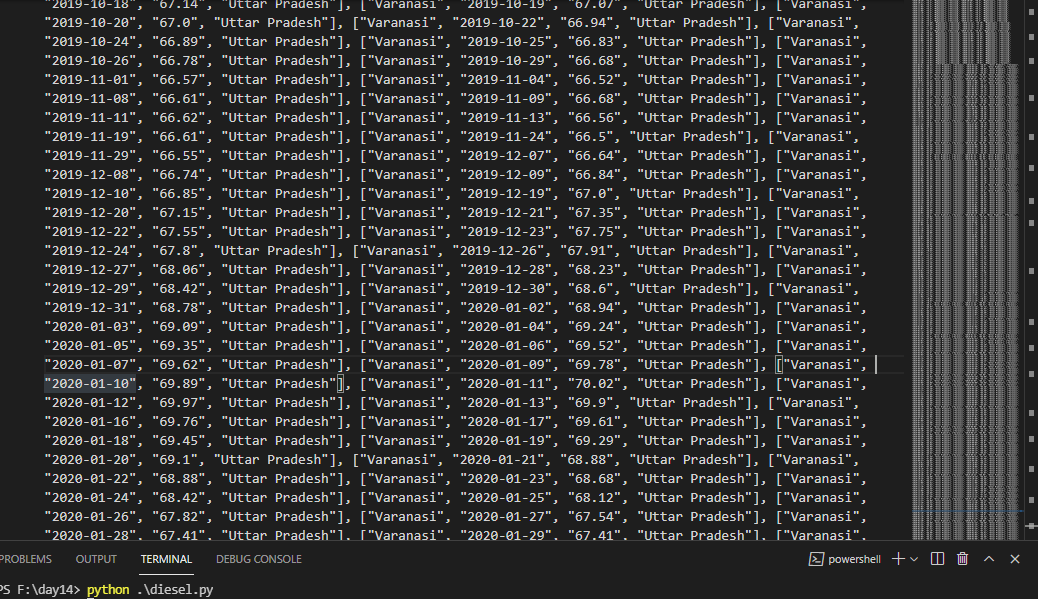 "2019-10-18", "67.14", "Uttar Pradesh"], ["Varanasi", "2019-10-19", "67.07", "Uttar Pradesh"], ["Varanasi",
"2019-10-20", "67.0", "Uttar Pradesh"], ["Varanasi", "2019-10-22", "66.94", "Uttar Pradesh"], ["Varanasi",
"2019-10-24", "66.89", "Uttar Pradesh"], ["Varanasi", "2019-10-25", "66.83", "Uttar Pradesh"], ["Varanasi",
"2019-10-26", "66.78", "Uttar Pradesh"], ["Varanasi", "2019-10-29", "66.68", "Uttar Pradesh"], ["Varanasi",
"2019-11-01", "66.57", "Uttar Pradesh"], ["Varanasi", "2019-11-04", "66.52", "Uttar Pradesh"], ["Varanasi",
"2019-11-08", "66.61", "Uttar Pradesh"], ["Varanasi", "2019-11-09", "66.68", "Uttar Pradesh"], ["Varanasi",
"2019-11-11", "66.62", "Uttar Pradesh"], ["Varanasi", "2019-11-13", "66.56", "Uttar Pradesh"], ["Varanasi",
"2019-11-19", "66.61", "Uttar Pradesh"], ["Varanasi", "2019-11-24", "66.5", "Uttar Pradesh"], ["Varanasi",
"2019-11-29", "66.55", "Uttar Pradesh"], ["Varanasi", "2019-12-07", "66.64", "Uttar Pradesh"], ["Varanasi",
"2019-12-08", "66.74", "Uttar Pradesh"], ["Varanasi", "2019-12-09", "66.84", "Uttar Pradesh"], ["Varanasi",
"2019-12-10", "66.85", "Uttar Pradesh"], ["Varanasi", "2019-12-19", "67.0", "Uttar Pradesh"], ["Varanasi",
"2019-12-20", "67.15", "Uttar Pradesh"], ["Varanasi", "2019-12-21", "67.35", "Uttar Pradesh"], ["Varanasi",
"2019-12-22", "67.55", "Uttar Pradesh"], ["Varanasi", "2019-12-23", "67.75", "Uttar Pradesh"], ["Varanasi",
"2019-12-24", "67.8", "Uttar Pradesh"], ["Varanasi", "2019-12-26", "67.91", "Uttar Pradesh"], ["Varanasi",
"2019-12-27", "68.06", "Uttar Pradesh"], ["Varanasi", "2019-12-28", "68.23", "Uttar Pradesh"], ["Varanasi",
"2019-12-29", "68.42", "Uttar Pradesh"], ["Varanasi", "2019-12-30", "68.6", "Uttar Pradesh"], ["Varanasi",
"2019-12-31", "68.78", "Uttar Pradesh"], ["Varanasi", "2020-01-02", "68.94", "Uttar Pradesh"], ["Varanasi",
"2020-01-03", "69.09", "Uttar Pradesh"], ["Varanasi", "2020-01-04", "69.24", "Uttar Pradesh"], ["Varanasi",
"2020-01-05", "69.35", "Uttar Pradesh"], ["Varanasi", "2020-01-06", "69.52", "Uttar Pradesh"], ["Varanasi",
"2020-01-07", "69.62", "Uttar Pradesh"], ["Varanasi", "2020-01-09", "69.78", "Uttar Pradesh"], ["Varanasi",
"2020-01-10", "69.89", "Uttar Pradesh"], ["Varanasi", "2020-01-11", "70.02", "Uttar Pradesh"], ["Varanasi",
"2020-01-12", "69.97", "Uttar Pradesh"], ["Varanasi", "2020-01-13", "69.9", "Uttar Pradesh"], ["Varanasi",
"2020-01-16", "69.76", "Uttar Pradesh"], ["Varanasi", "2020-01-17", "69.61", "Uttar Pradesh"], ["Varanasi",
"2020-01-18", "69.45", "Uttar Pradesh"], ["Varanasi", "2020-01-19", "69.29", "Uttar Pradesh"], ["Varanasi",
"2020-01-20", "69.1", "Uttar Pradesh"], ["Varanasi", "2020-01-21", "68.88", "Uttar Pradesh"], ["Varanasi",
"2020-01-22", "68.88", "Uttar Pradesh"], ["Varanasi", "2020-01-23", "68.68", "Uttar Pradesh"], ["Varanasi",
"2020-01-24", "68.42", "Uttar Pradesh"], ["Varanasi", "2020-01-25", "68.12", "Uttar Pradesh"], ["Varanasi",
"2020-01-26", "67.82", "Uttar Pradesh"], ["Varanasi", "2020-01-27", "67.54", "Uttar Pradesh"], ["Varanasi",
"2020-01-28", "67.41", "Uttar Pradesh"], ["Varanasi", "2020-01-29", "67.41", "Uttar Pradesh"], ["Varanasi",
PROBLEMS OUTPUT TERMINAL DEBUG CONSOLE powershell
PS F:\day14> python .\diesel.py